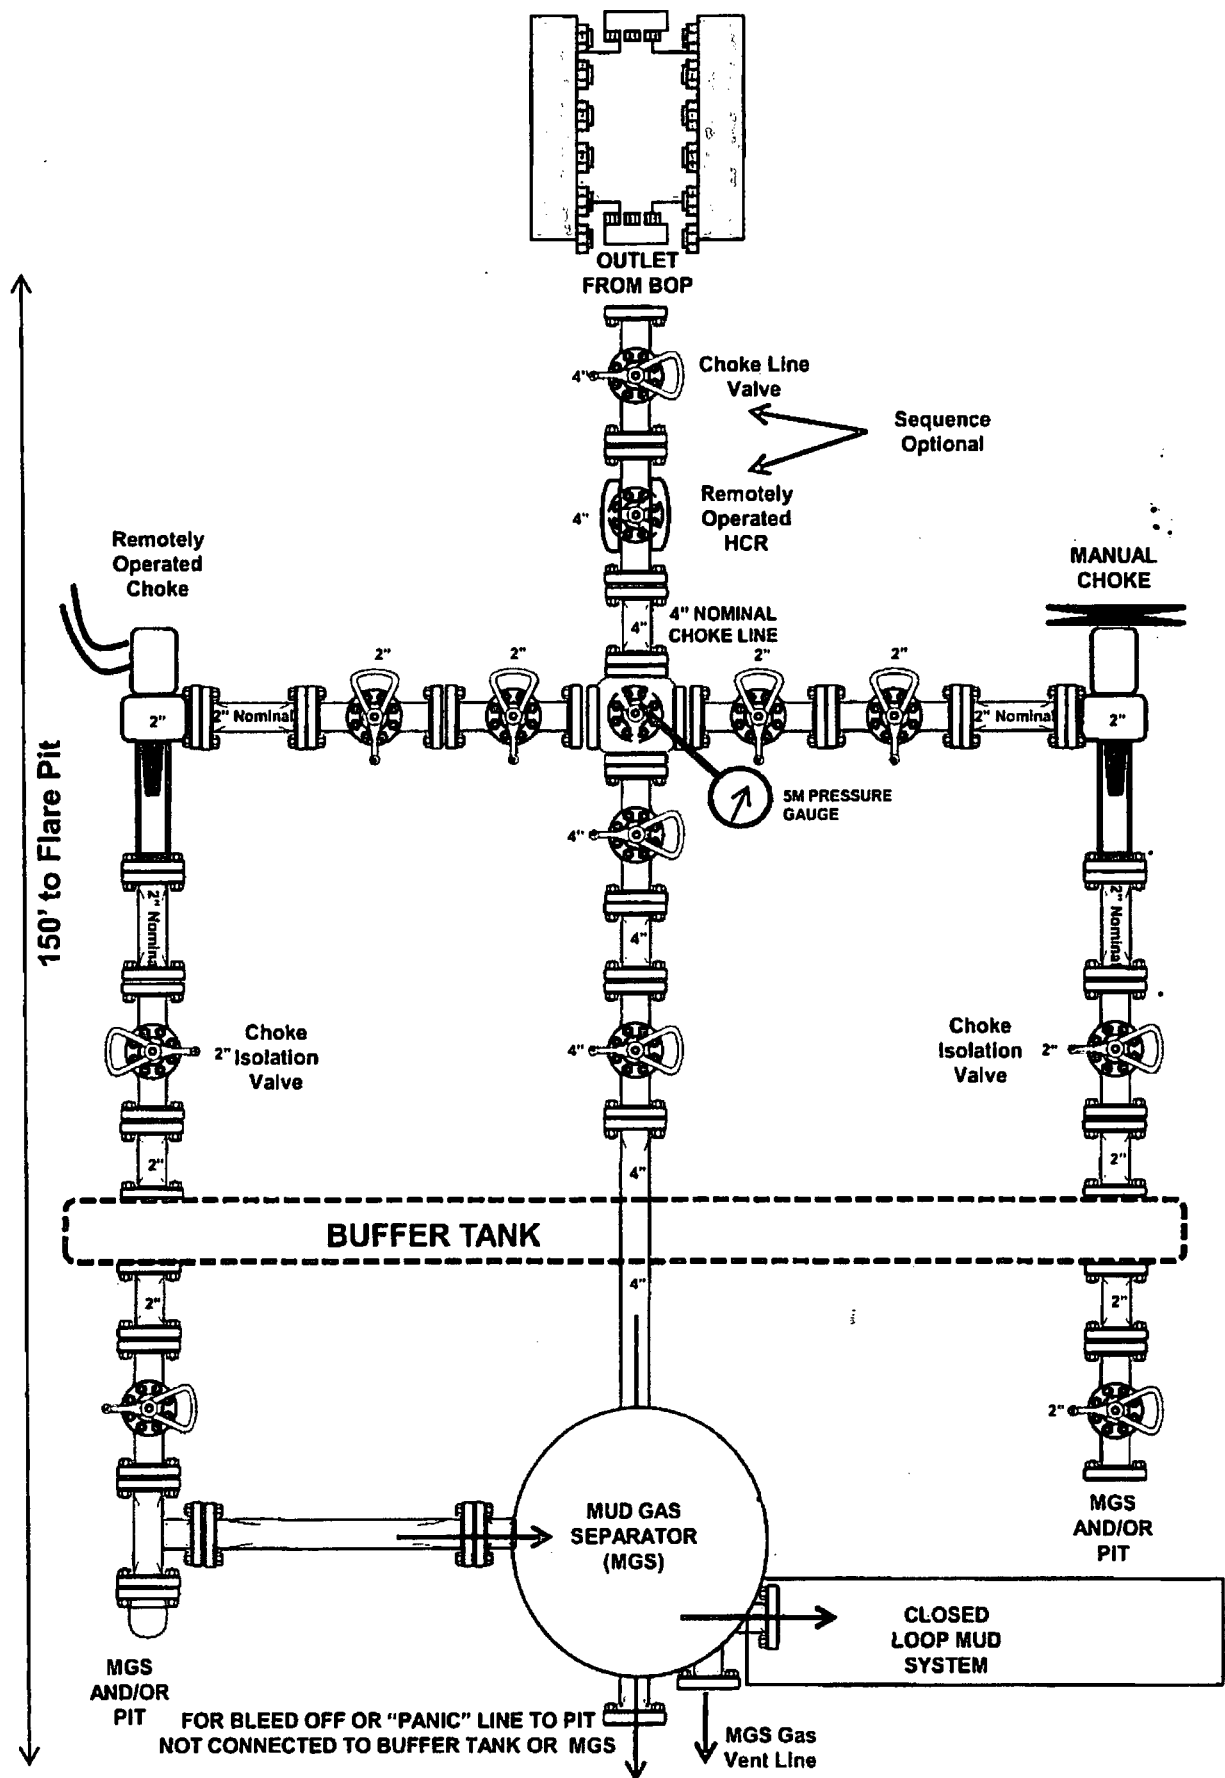 OUTLET
FROM BOP
4"
Choke Line
Valve
Sequence
Optional
4"
Remotely
Operated
HCR
Remotely
Operated
Choke
MANUAL
CHOKE
4"
4" NOMINAL
CHOKE LINE
2"
2"
2"
2"
2"
2" Nominal
2" Nominal
2"
5M PRESSURE
GAUGE
4"
150' to Flare Pit
2" Nominal
4"
2" Nominal
Choke
2" Isolation
Valve
4"
Choke
Isolation
Valve
2"
2"
4"
2"
BUFFER TANK
2"
4"
2"
2"
MUD GAS
SEPARATOR
(MGS)
MGS
AND/OR
PIT
CLOSED
LOOP MUD
SYSTEM
MGS
AND/OR
PIT
FOR BLEED OFF OR "PANIC" LINE TO PIT
NOT CONNECTED TO BUFFER TANK OR MGS
MGS Gas
Vent Line